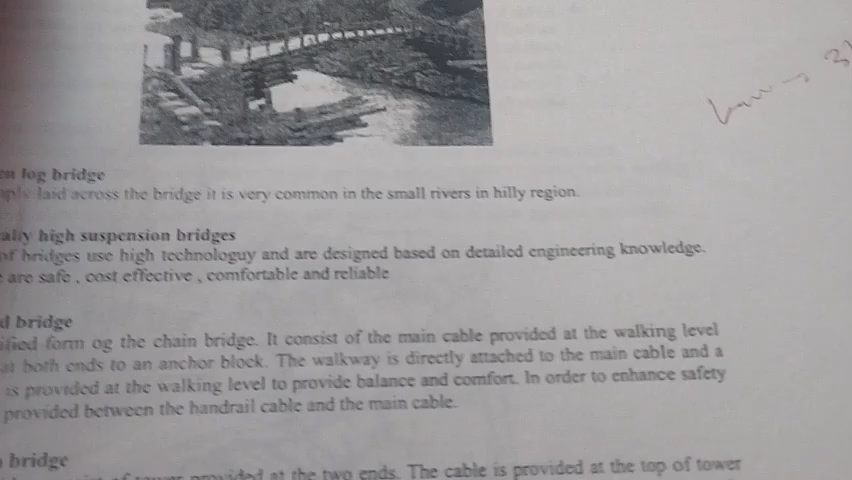 log bridge
laid across the bridge it is very common in the small rivers in hilly region.
high suspension bridges
of bridges use high technologuy and are designed based on detailed engineering knowledge.
are safe , cost effective , comfortable and reliable
bridge
form og the chain bridge. It consist of the main cable provided at the walking level
at both ends to an anchor block. The walkway is directly attached to the main cable and a
is provided at the walking level to provide balance and comfort. In order to enhance safety
provided between the handrail cable and the main cable.
bridge
of tower provided at the two ends. The cable is provided at the top of tower